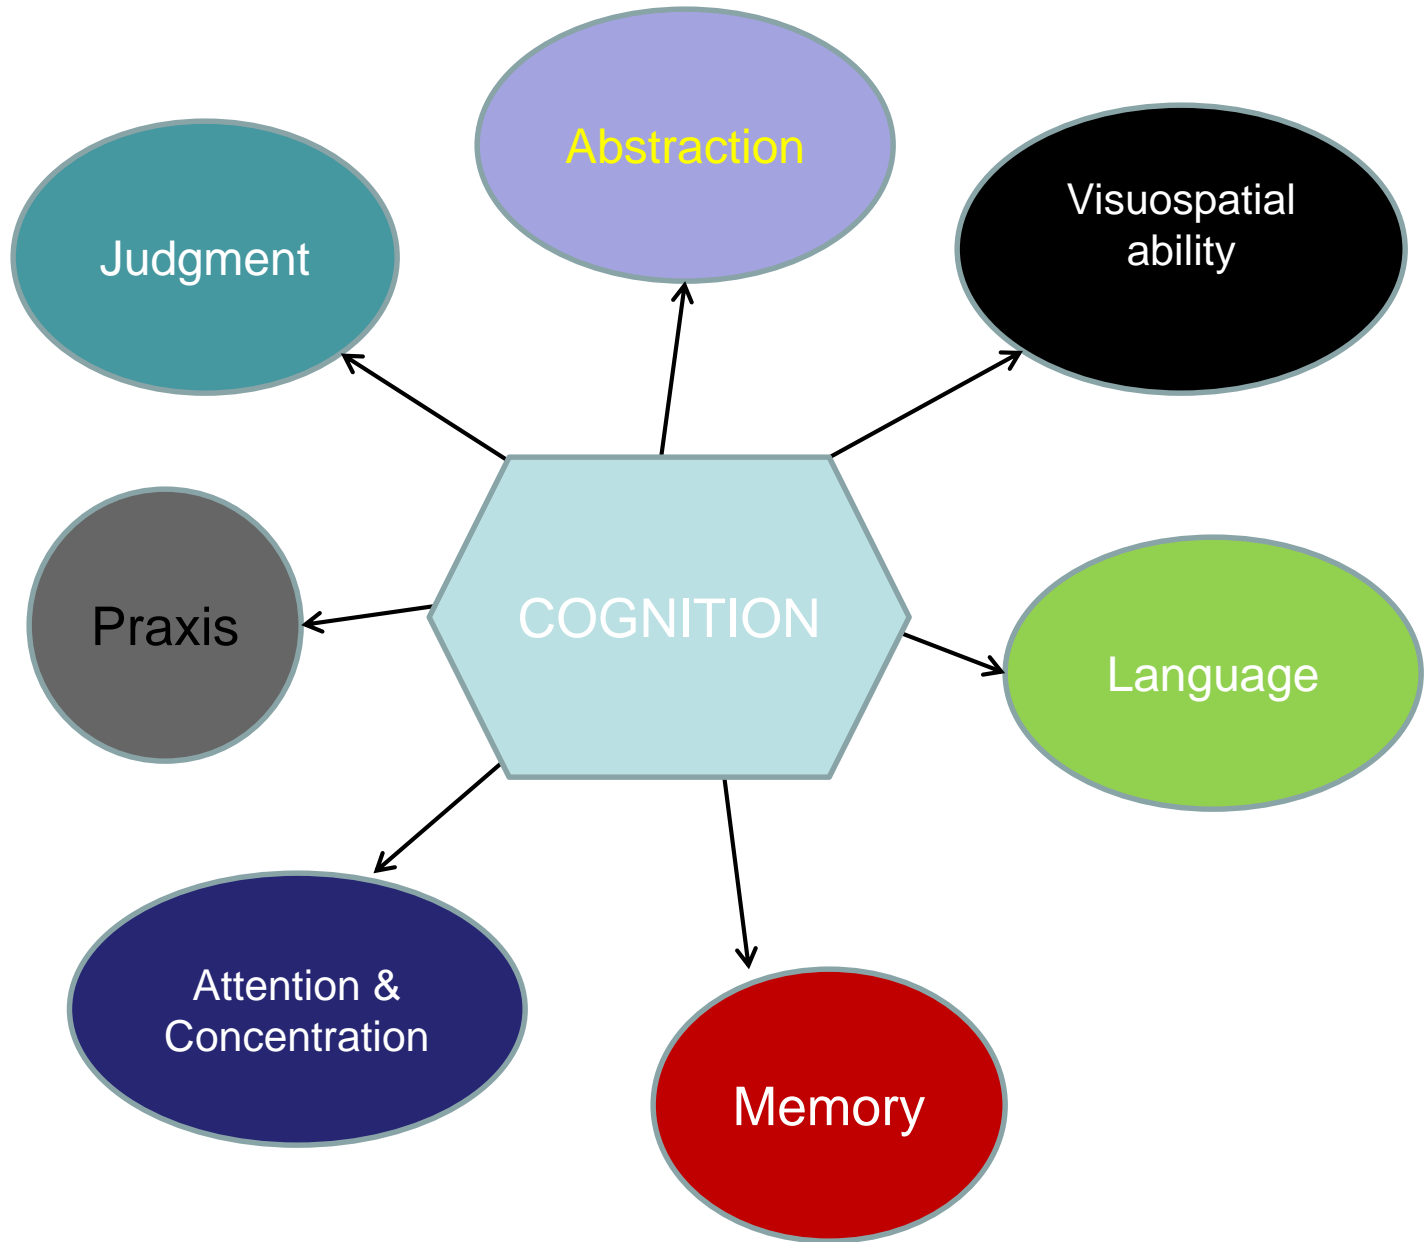 Abstraction
Visuospatial
ability
Judgment
COGNITION
Praxis
Language
Attention &
Concentration
Memory